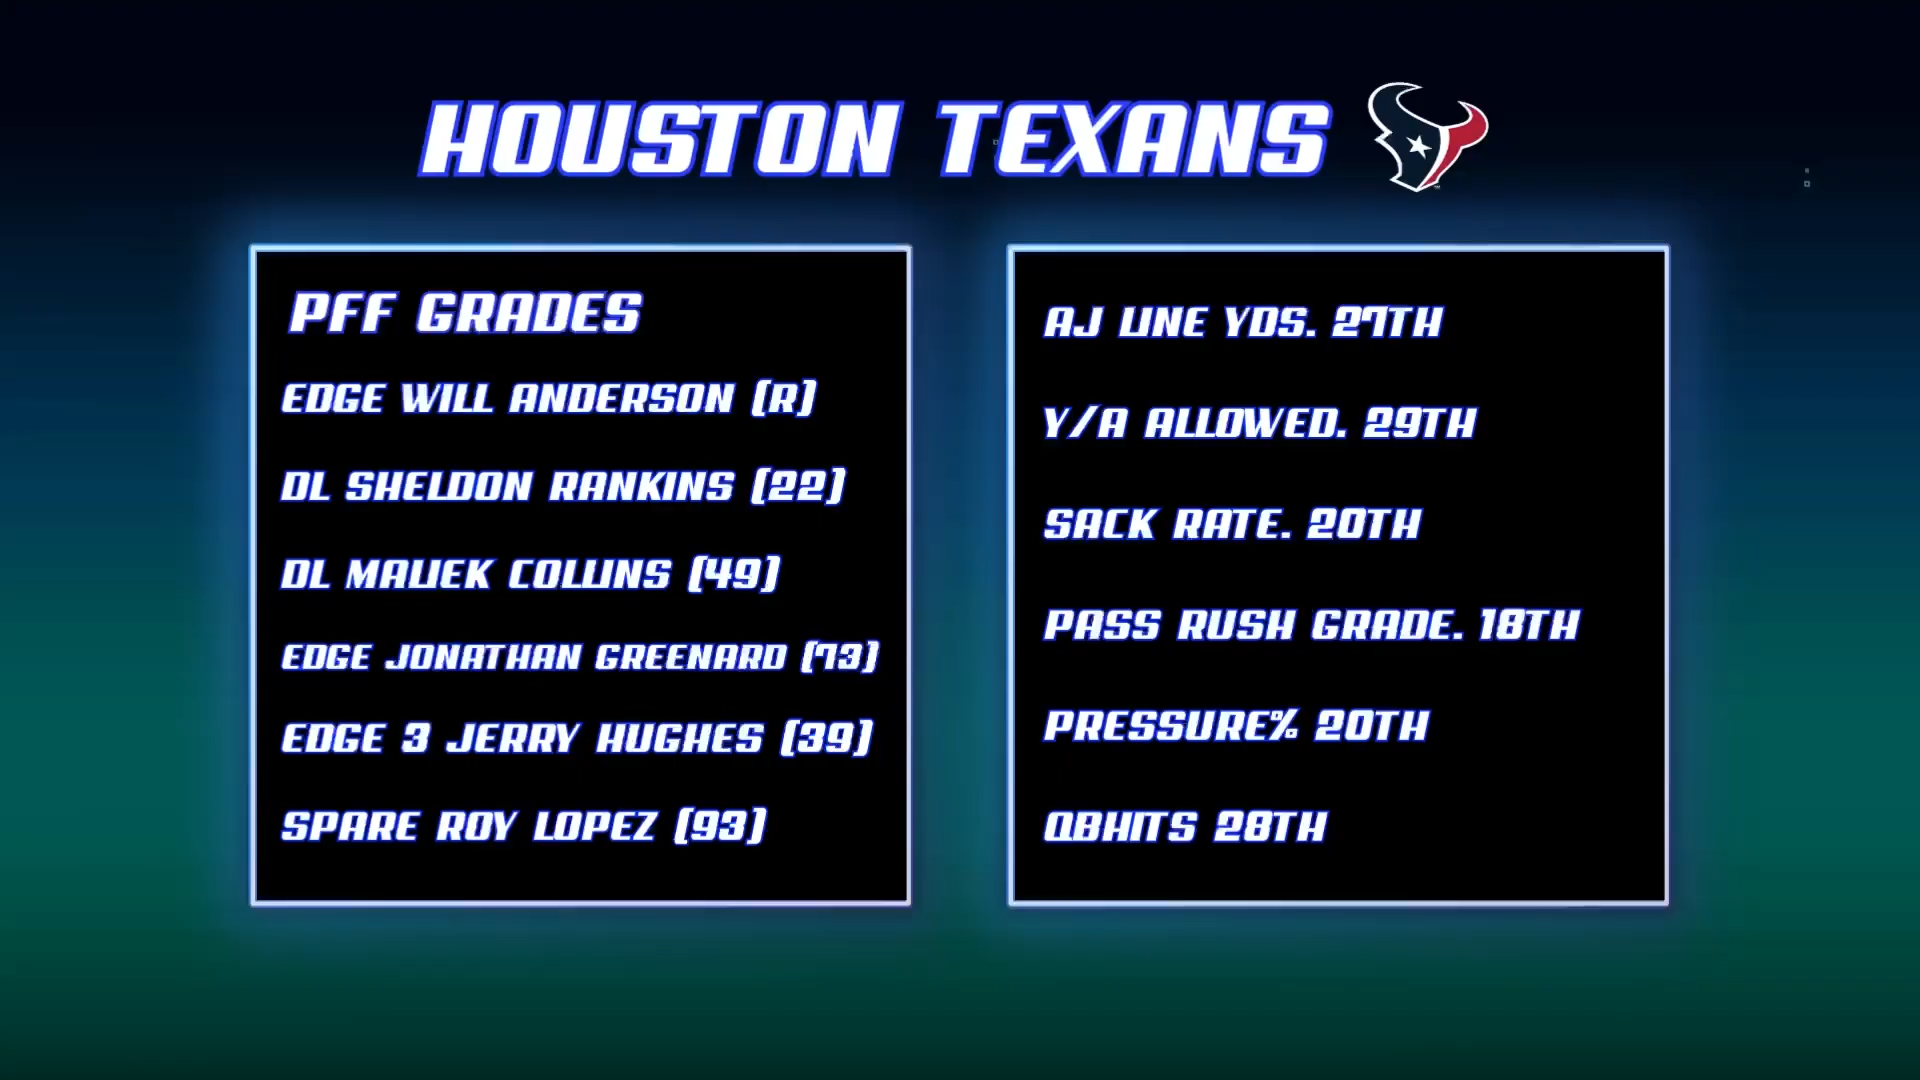 HOUSTON TEXANS
PFF GRADES
EDGE WILL ANDERSON (R)
DL SHELDON RANKINS (22)
DL MALIEK COLLINS (49)
EDGE JONATHAN GREENARD (73)
EDGE 3 JERRY HUGHES (39)
SPARE ROY LOPEZ (93)
AJ LINE YDS. 27TH
Y/A ALLOWED. 29TH
SACK RATE. 20TH
PASS RUSH GRADE. 18TH
PRESSURE% 20TH
QBHITS 28TH